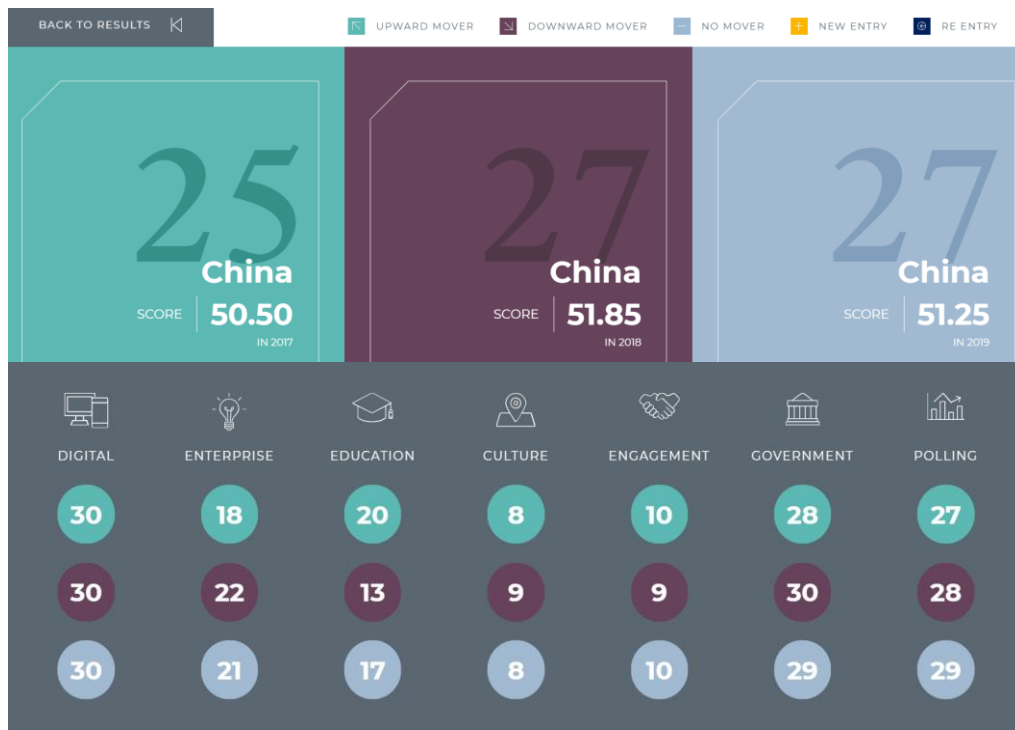 BACK TO RESULTS
UPWARD MOVER DOWNWARD MOVER NO MOVER NEW ENTRY RE ENTRY
25 27 27
China China China
SCORE 50.50 SCORE 51.85 SCORE 51.25
IN 2017 IN 2018 IN 2019
DIGITAL ENTERPRISE EDUCATION CULTURE ENGAGEMENT GOVERNMENT POLLING
30 18 20 8 10 28 27
30 22 13 9 9 30 28
30 21 17 8 10 29 29